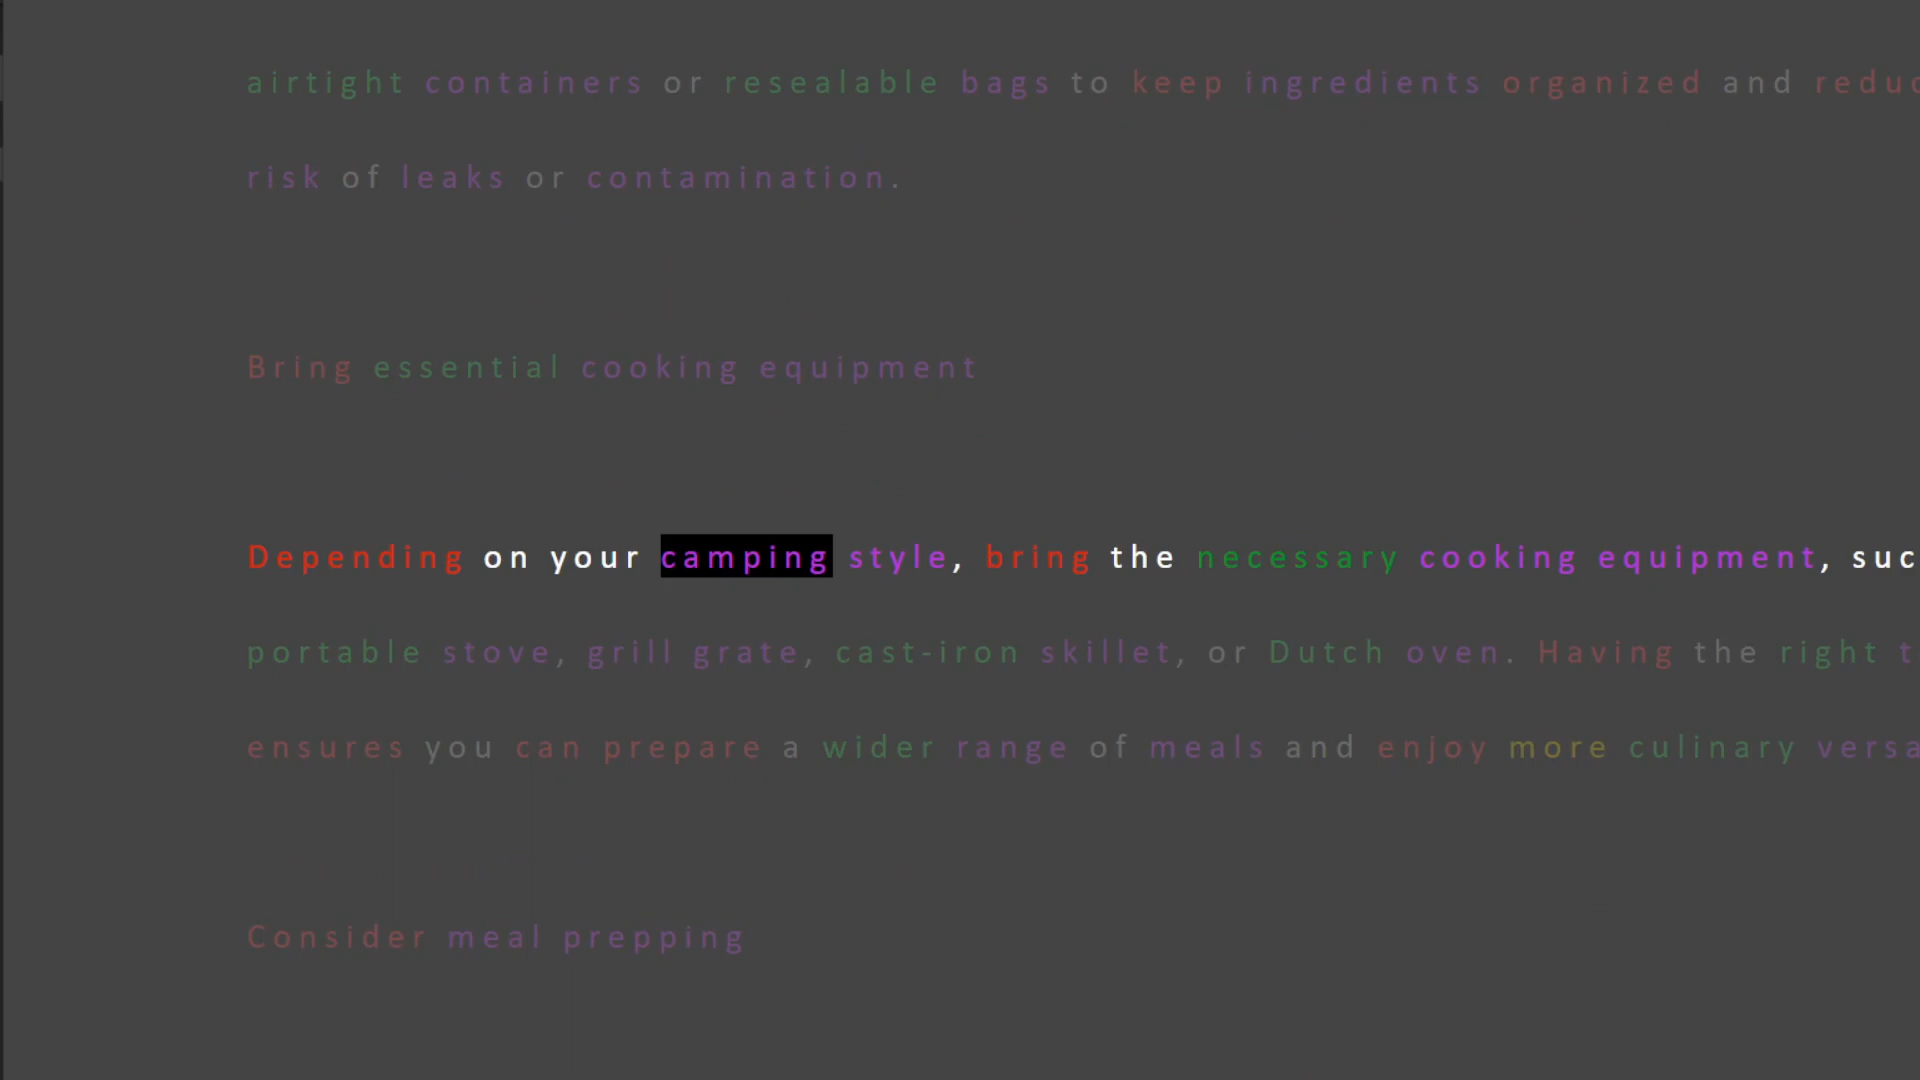 airtight containers or resealable bags to keep ingredients organized and
risk of leaks or contamination.
Bring essential cooking equipment
Depending on your camping style, bring the necessary cooking equipment,
portable stove, grill grate, cast-iron skillet, or Dutch oven. Having the right
ensures you can prepare a wider range of meals and enjoy more culinary
Consider meal prepping